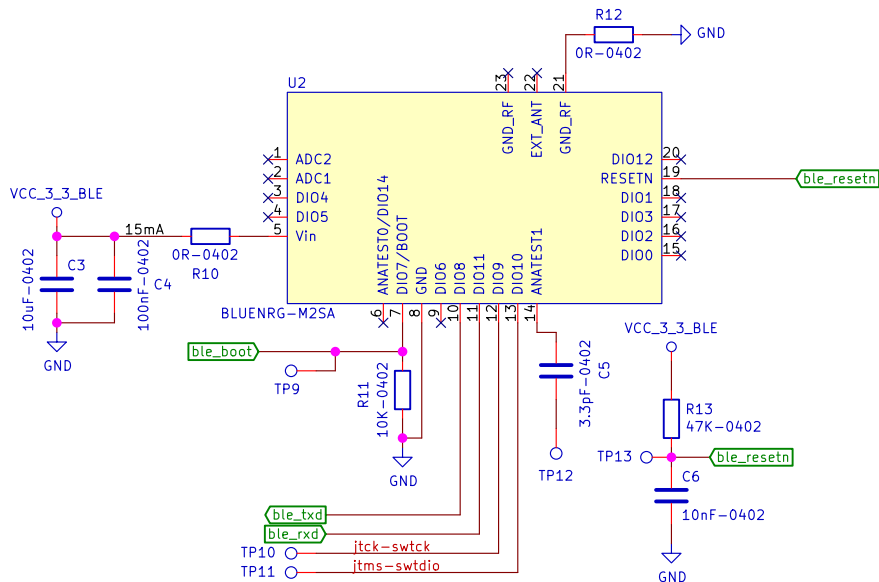 R12
GND
0R-0402
U2
23
22
21
GND_RF
EXT_ANT
GND_RF
1 ADC2
2 ADC1
3 DIO4
4 DIO5
5 Vin
DIO12 20
RESETN 19
DIO1 18
DIO3 17
DIO2 16
DIO0 15
ble_resetn
VCC_3_3_BLE
15mA
0R-0402
R10
C3
10uF-0402
C4
100nF-0402
GND
ANATEST0/DIO14
DIO7/BOOT
GND
DIO6
DIO8
DIO11
DIO9
DIO10
ANATEST1
BLUENRG-M2SA
6
7
8
9
10
11
12
13
14
ble_boot
TP9
R11
10K-0402
GND
C5
3.3pF-0402
TP12
VCC_3_3_BLE
R13
47K-0402
TP13
ble_resetn
C6
10nF-0402
GND
ble_txd
ble_rxd
TP10
jtck-swtck
TP11
jtms-swtdio